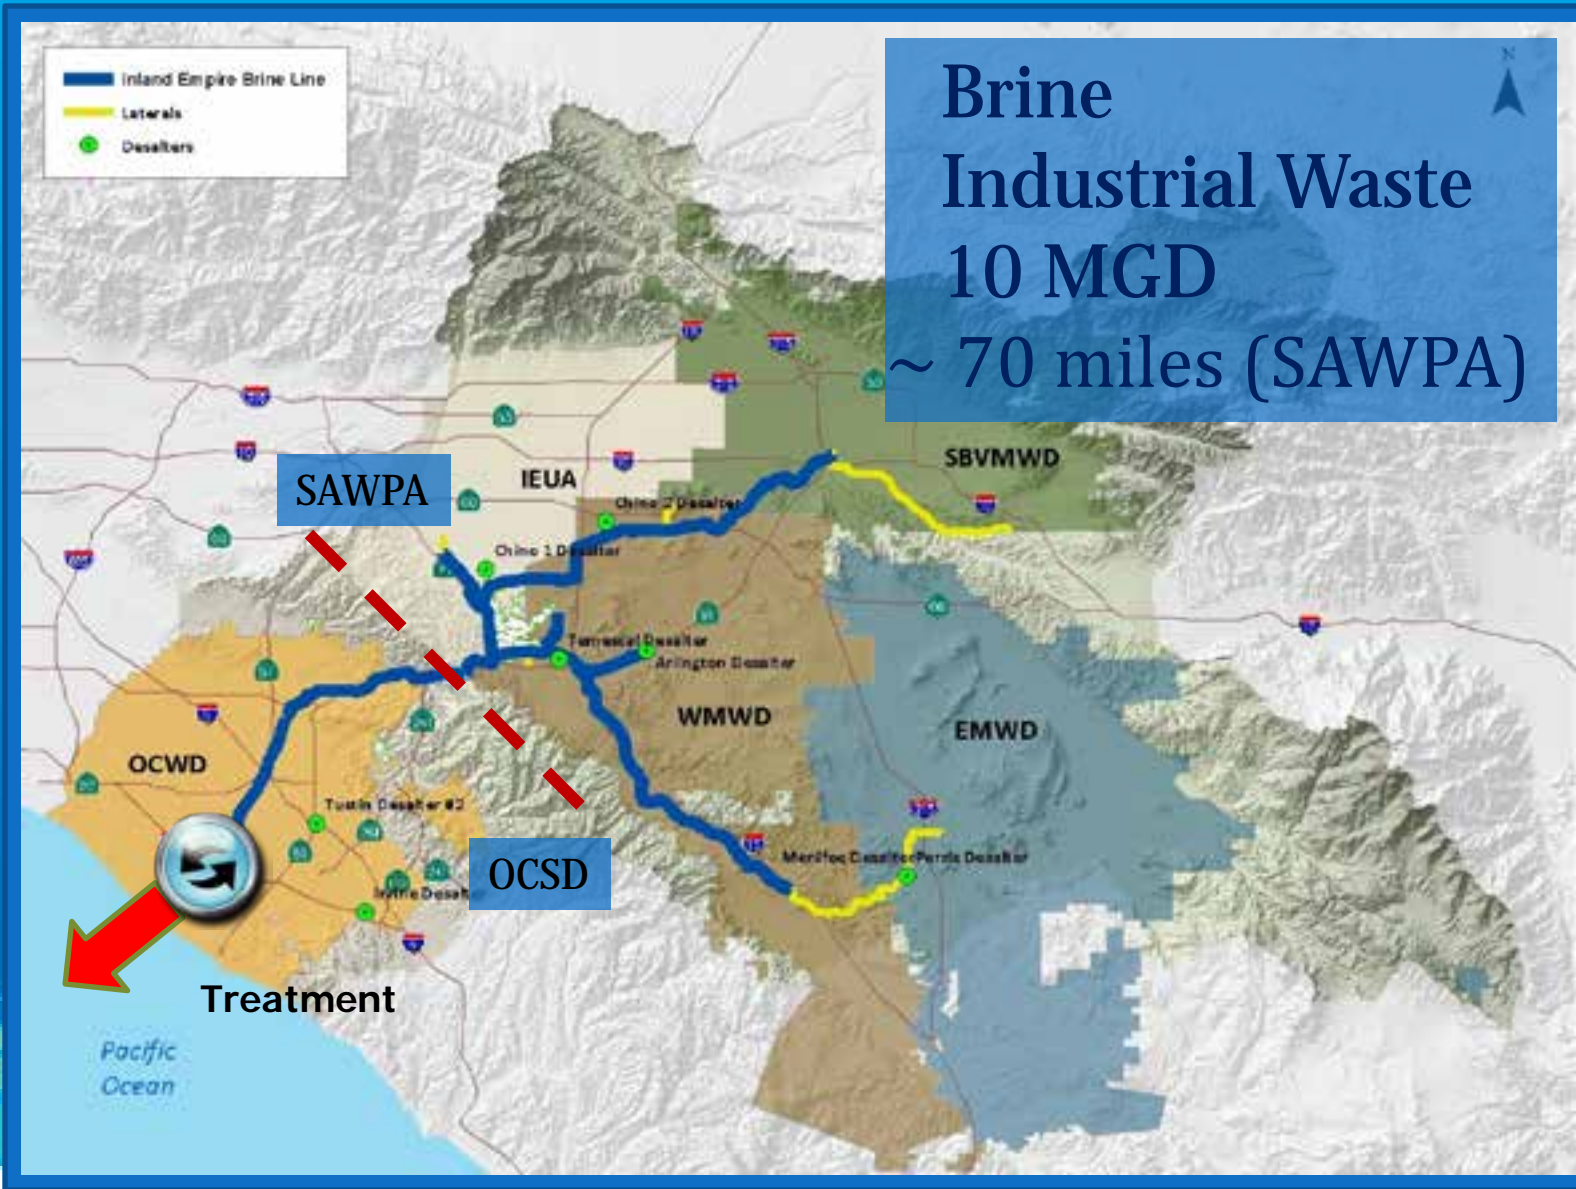 Inland Empire Brine Line
Laterals
Desalters
Brine
Industrial Waste
10 MGD
~ 70 miles (SAWPA)
N
SBVMWD
IEUA
SAWPA
Chino 2 Desalter
Chino 1 Desalter
Temescal Desalter
Arlington Desalter
WMWD
EMWD
OCWD
Tustin Desalter #2
Menifee Desalter Perris Desalter
OCSD
Irvine Desalter
Treatment
Pacific
Ocean